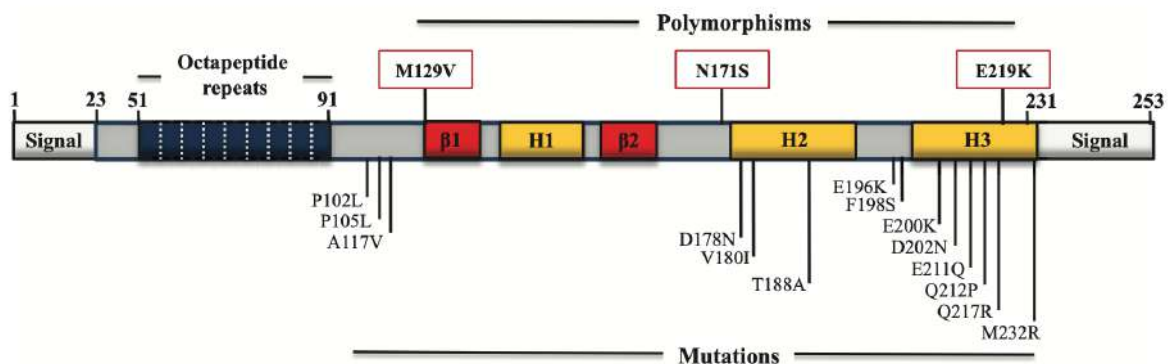 Polymorphisms
Octapeptide
repeats
M129V
N171S
E219K
1
23
51
91
231
253
Signal
β1
H1
β2
H2
H3
Signal
P102L
P105L
A117V
D178N
V180I
T188A
E196K
F198S
E200K
D202N
E211Q
Q212P
Q217R
M232R
Mutations